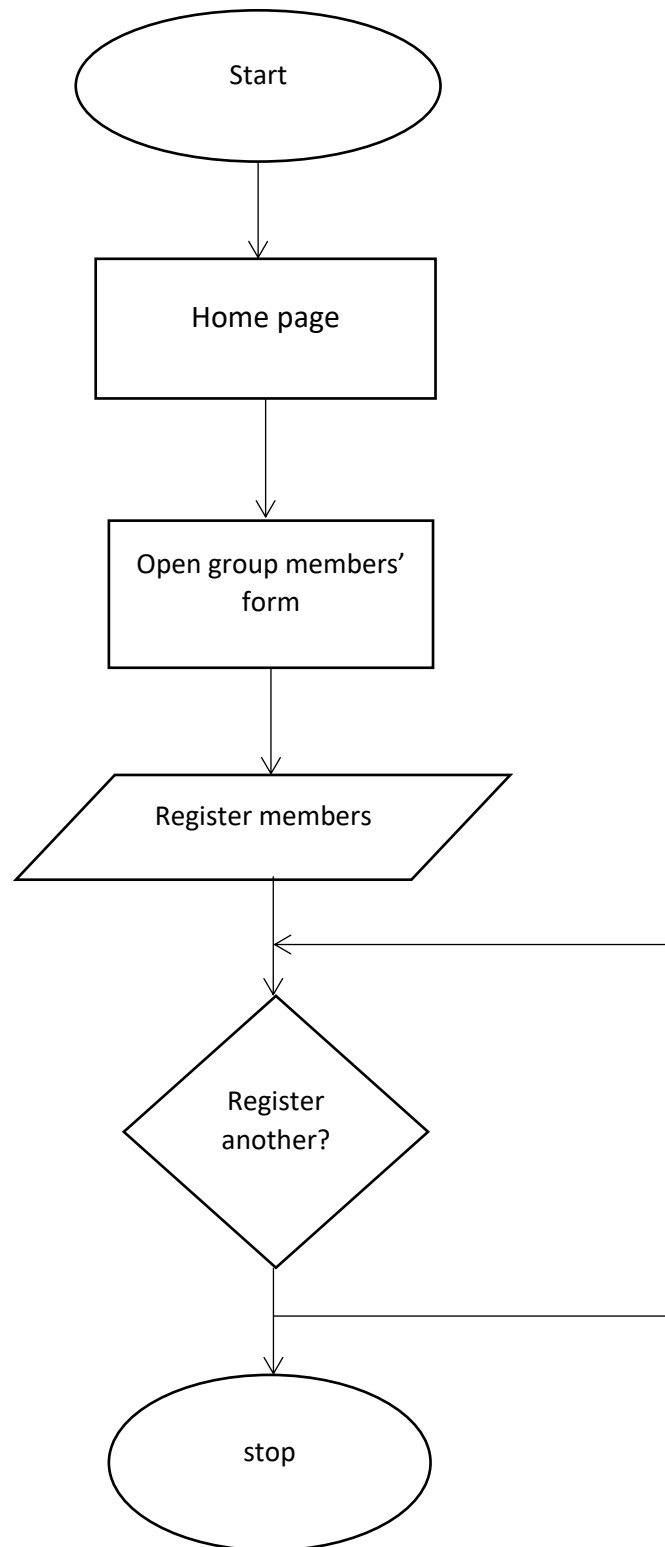 Start
Home page
Open group members’
form
Register members
Register
another?
stop